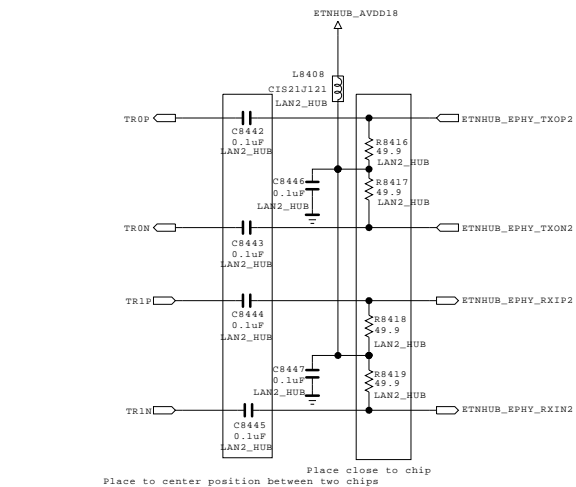 ETNHUB_AVDD18
L8408
CIS21J121
LAN2_HUB
TR0P
C8442
0.1uF
LAN2_HUB
ETNHUB_EPHY_TXOP2
R8416
49.9
LAN2_HUB
C8446
0.1uF
LAN2_HUB
R8417
49.9
LAN2_HUB
TR0N
C8443
0.1uF
LAN2_HUB
ETNHUB_EPHY_TXON2
TR1P
C8444
0.1uF
LAN2_HUB
ETNHUB_EPHY_RXIP2
R8418
49.9
LAN2_HUB
C8447
0.1uF
LAN2_HUB
R8419
49.9
LAN2_HUB
TR1N
C8445
0.1uF
LAN2_HUB
ETNHUB_EPHY_RXIN2
Place close to chip
Place to center position between two chips